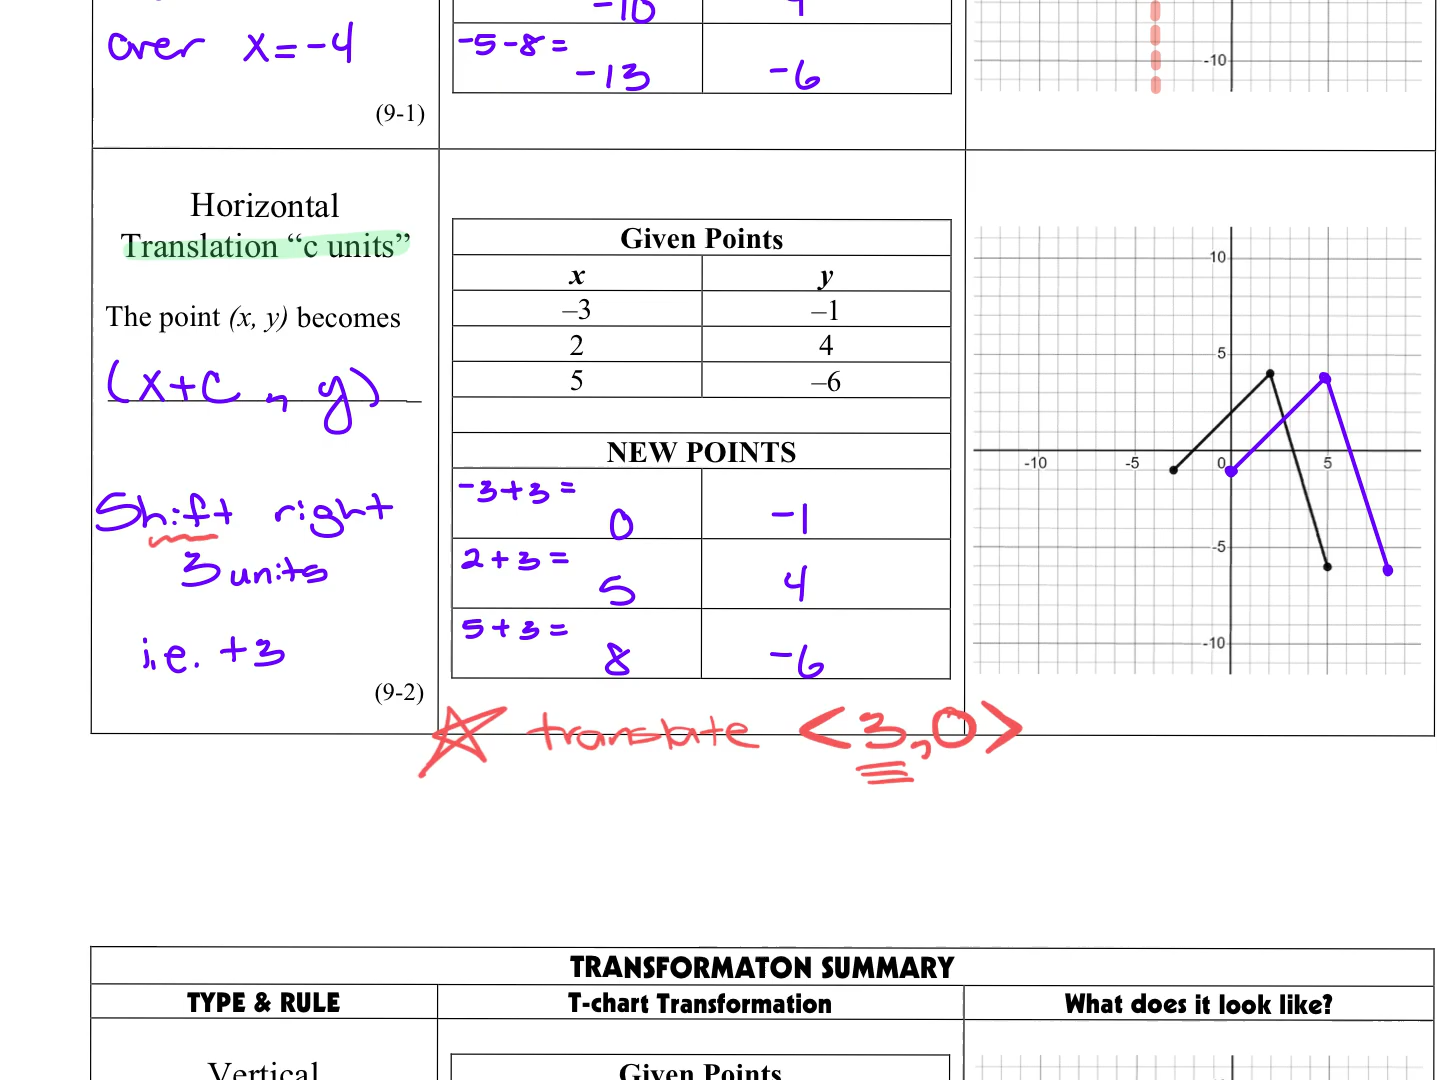 over x=-4
-10
-5-8=
-13
-6
(9-1)
-10
Horizontal
Translation “c units”
The point (x, y) becomes
(x+c, y)
Shift right
3 units
i.e. +3
(9-2)
Given Points
x y
–3 –1
2 4
5 –6
NEW POINTS
-3+3=
0 -1
2+3=
5 4
5+3=
8 -6
10
5
-10 -5 0 5
-5
-10
translate <3,0>
TRANSFORMATON SUMMARY
TYPE & RULE T-chart Transformation What does it look like?
Vertical
Given Points